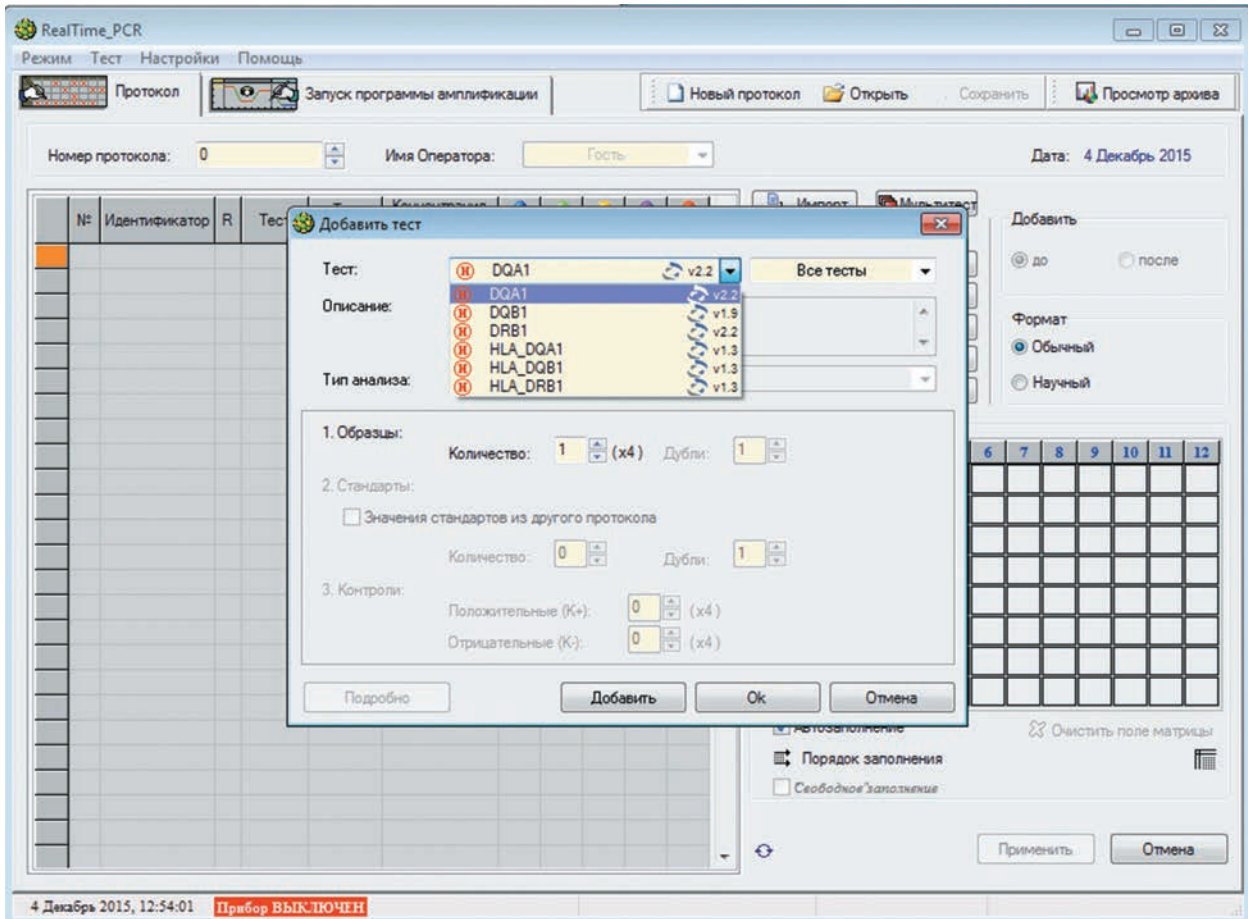 RealTime_PCR
Режим Тест Настройки Помощь
Протокол Запуск программы амплификации Новый протокол Открыть Сохранить Просмотр архива
Номер протокола: 0 Имя Оператора: Гость Дата: 4 Декабрь 2015
№ Идентификатор R Импорт Мультитест
Добавить тест
Добавить
до после
Тест: DQA1 v2.2 Все тесты
DQA1 v2.2
Описание:
DQB1 v1.9
DRB1 v2.2
HLA_DQA1 v1.3
HLA_DQB1 v1.3
HLA_DRB1 v1.3
Формат
Обычный
Научный
Тип анализа:
1. Образцы:
Количество: 1 (x4) Дубли: 1
6 7 8 9 10 11 12
2. Стандарты:
Значения стандартов из другого протокола
Количество: 0 Дубли: 1
3. Контроли:
Положительные (K+): 0 (x4)
Отрицательные (K-): 0 (x4)
Подробно Добавить Ok Отмена
Автозаполнение Очистить поле матрицы
Порядок заполнения
Свободное заполнение
Применить Отмена
4 Декабрь 2015, 12:54:01 Прибор ВЫКЛЮЧЕН